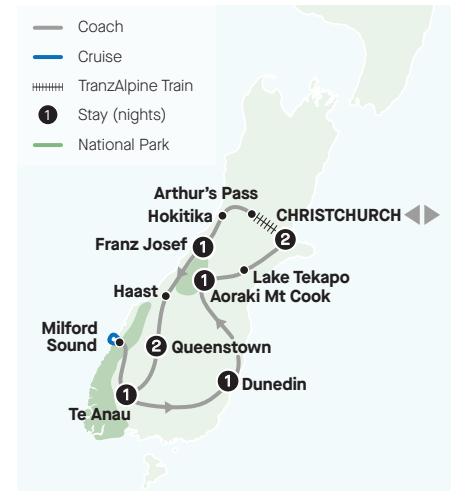 Coach
Cruise
TranzAlpine Train
1 Stay (nights)
National Park
Arthur's Pass
Hokitika
CHRISTCHURCH
2
Franz Josef 1
Lake Tekapo
1
Aoraki Mt Cook
Haast
Milford
Sound
2 Queenstown
1 Dunedin
1
Te Anau